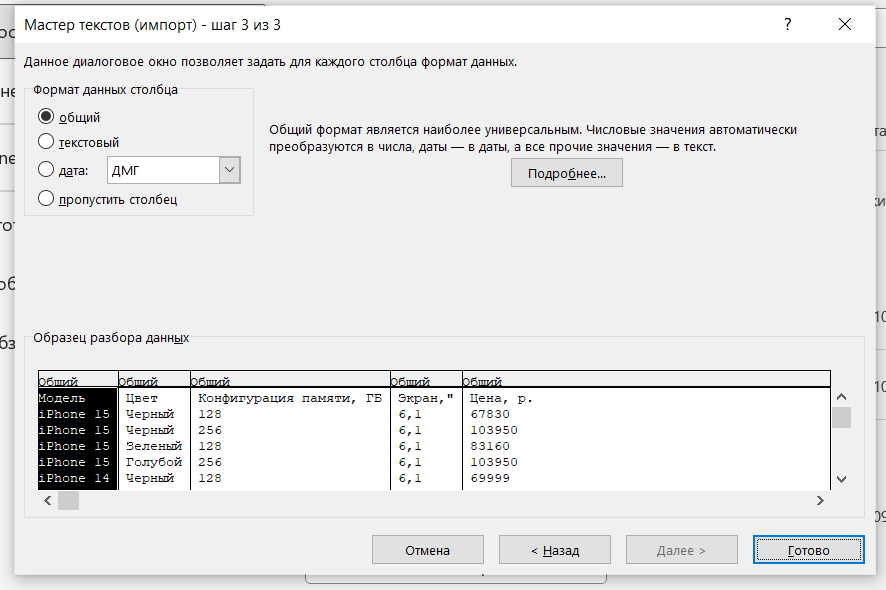 Мастер текстов (импорт) - шаг 3 из 3
?
Данное диалоговое окно позволяет задать для каждого столбца формат данных.
Формат данных столбца
общий
текстовый
дата: ДМГ
пропустить столбец
Общий формат является наиболее универсальным. Числовые значения автоматически
преобразуются в числа, даты — в даты, а все прочие значения — в текст.
Подробнее...
Образец разбора данных
Общий Общий Общий Общий Общий
Модель Цвет Конфигурация памяти, ГБ Экран," Цена, р.
iPhone 15 Черный 128 6,1 67830
iPhone 15 Черный 256 6,1 103950
iPhone 15 Зеленый 128 6,1 83160
iPhone 15 Голубой 256 6,1 103950
iPhone 14 Черный 128 6,1 69999
Отмена
< Назад
Далее >
Готово